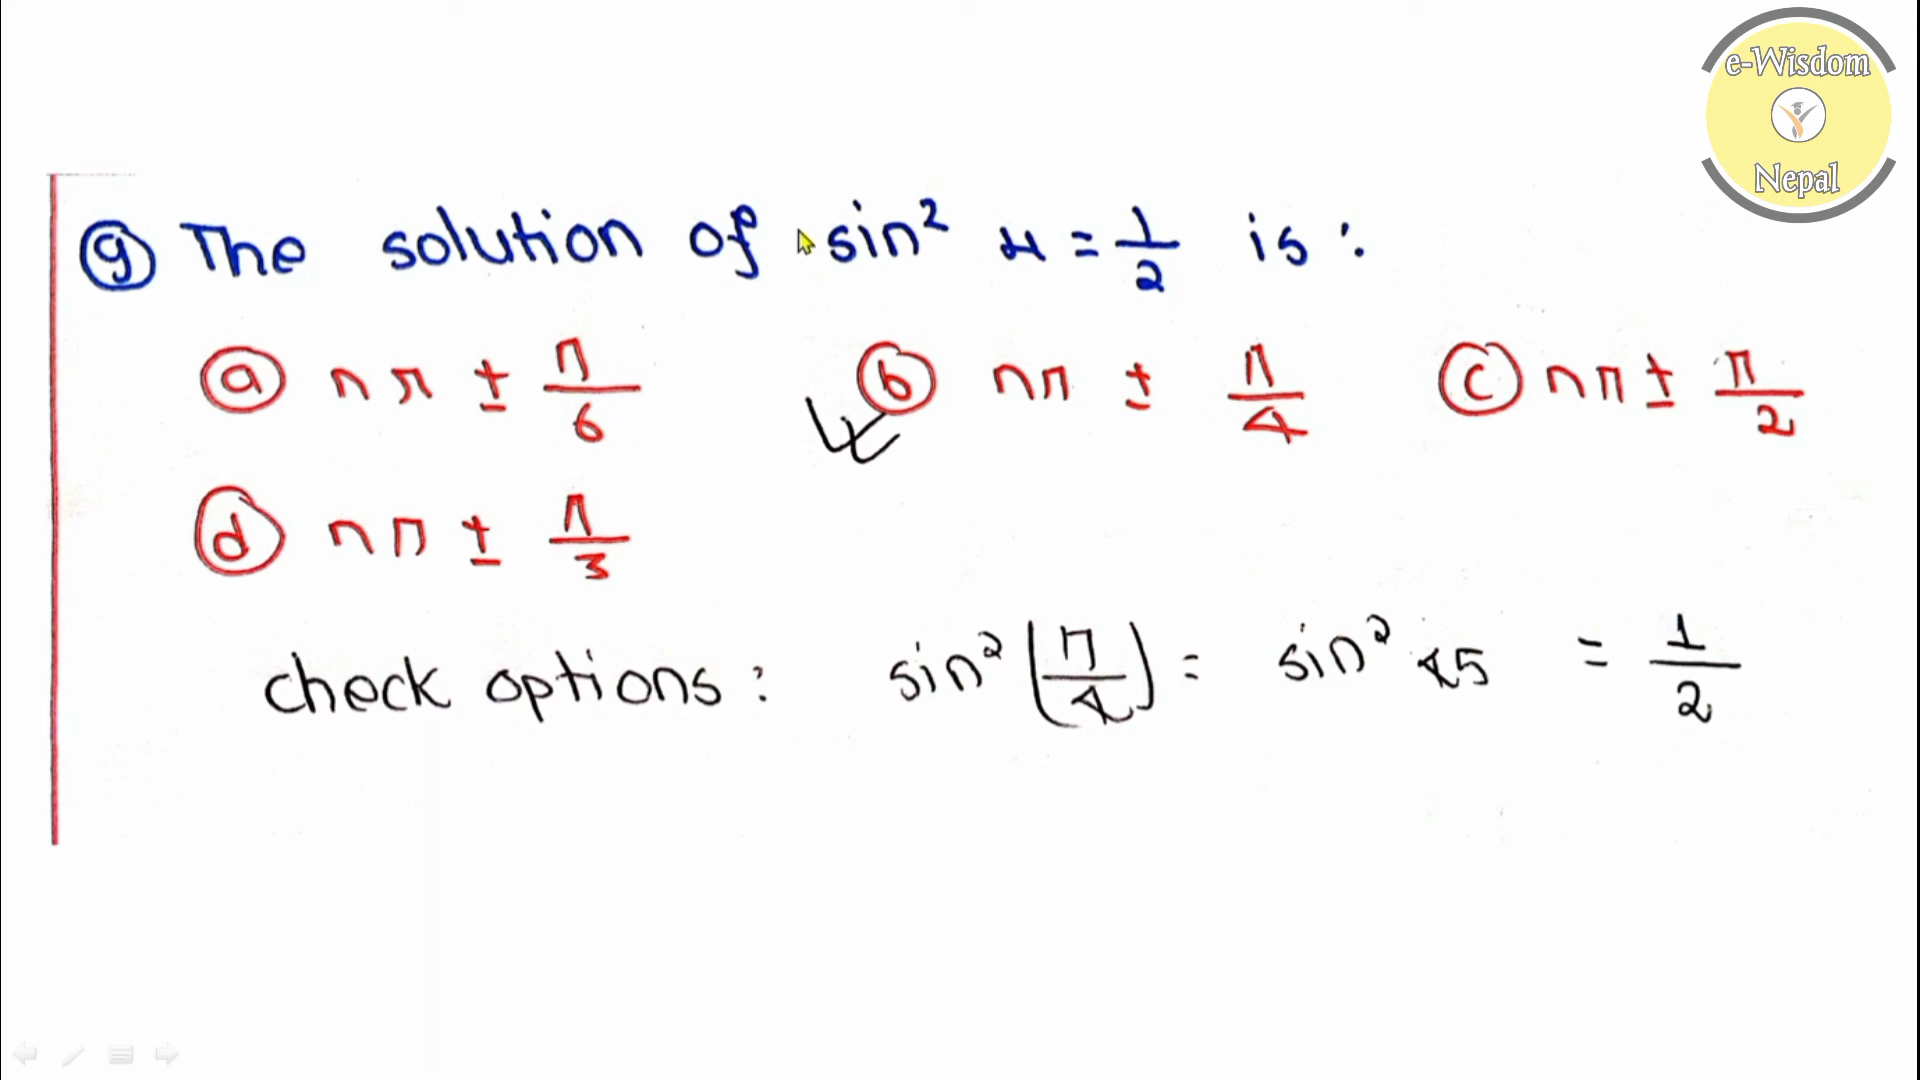 e-Wisdom
Nepal
g The solution of sin² x = 1/2 is :
a nπ ± π/6 b nπ ± π/4 c nπ ± π/2
d nπ ± π/3
check options : sin² (π/4) = sin² 45 = 1/2